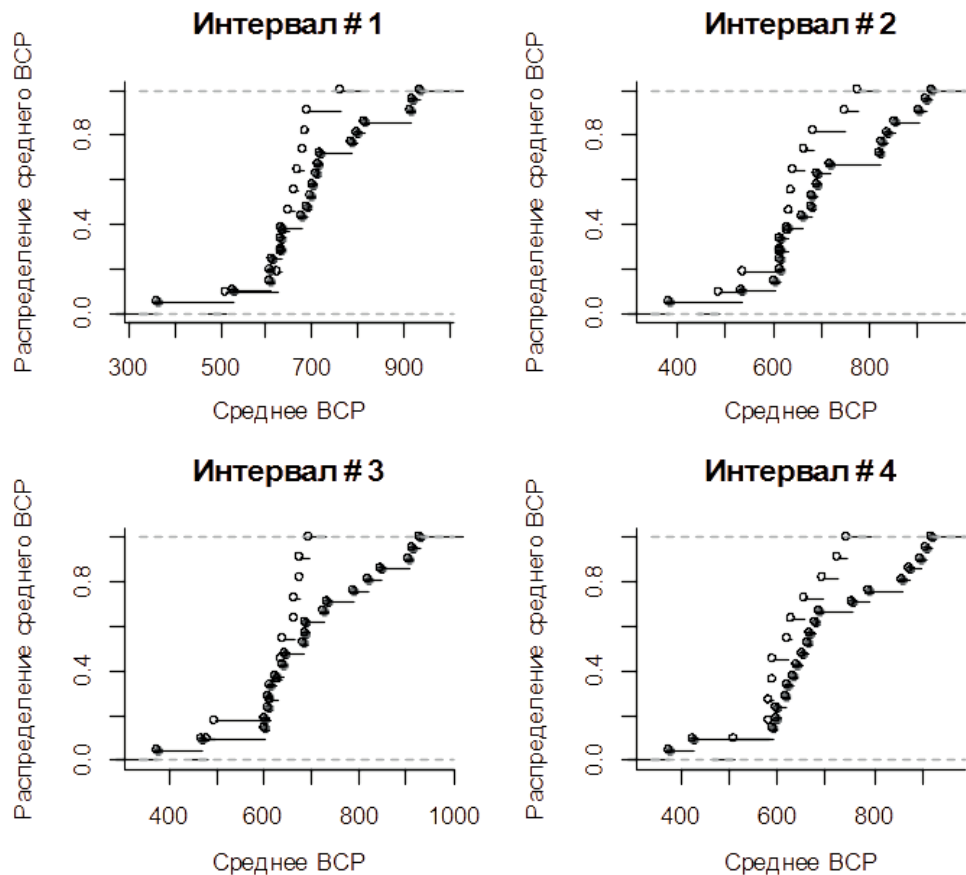 Интервал # 1
Распределение среднего ВСР
0.0 0.4 0.8
300 500 700 900
Среднее ВСР
Интервал # 2
Распределение среднего ВСР
0.0 0.4 0.8
400 600 800
Среднее ВСР
Интервал # 3
Распределение среднего ВСР
0.0 0.4 0.8
400 600 800 1000
Среднее ВСР
Интервал # 4
Распределение среднего ВСР
0.0 0.4 0.8
400 600 800
Среднее ВСР